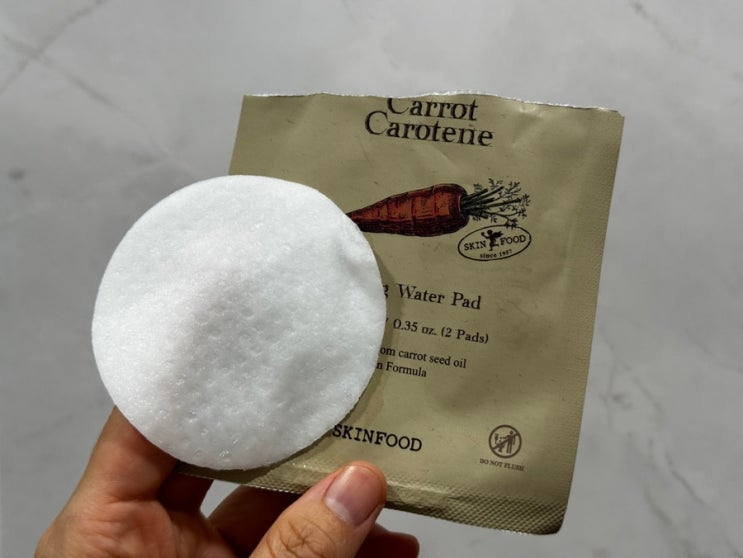 Carrot
Carotene
SKIN FOOD
since 1957
g Water Pad
/ 0.35 oz. (2 Pads)
om carrot seed oil
n Formula
SKINFOOD
DO NOT FLUSH